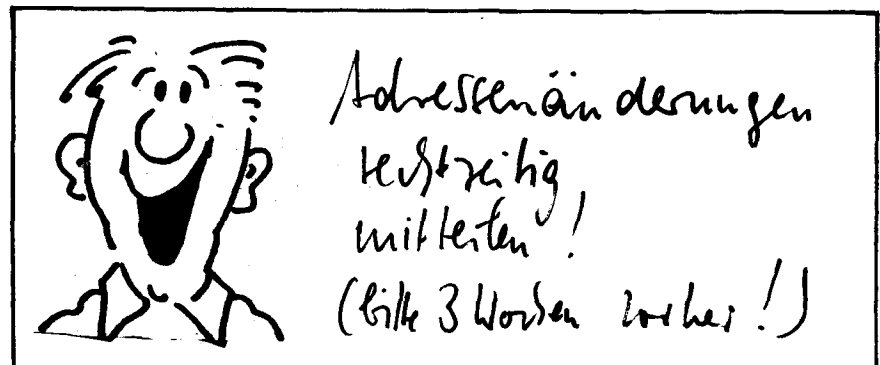 Adressenänderungen
rechtzeitig
mitteilen!
(bitte 3 Wochen vorher!)